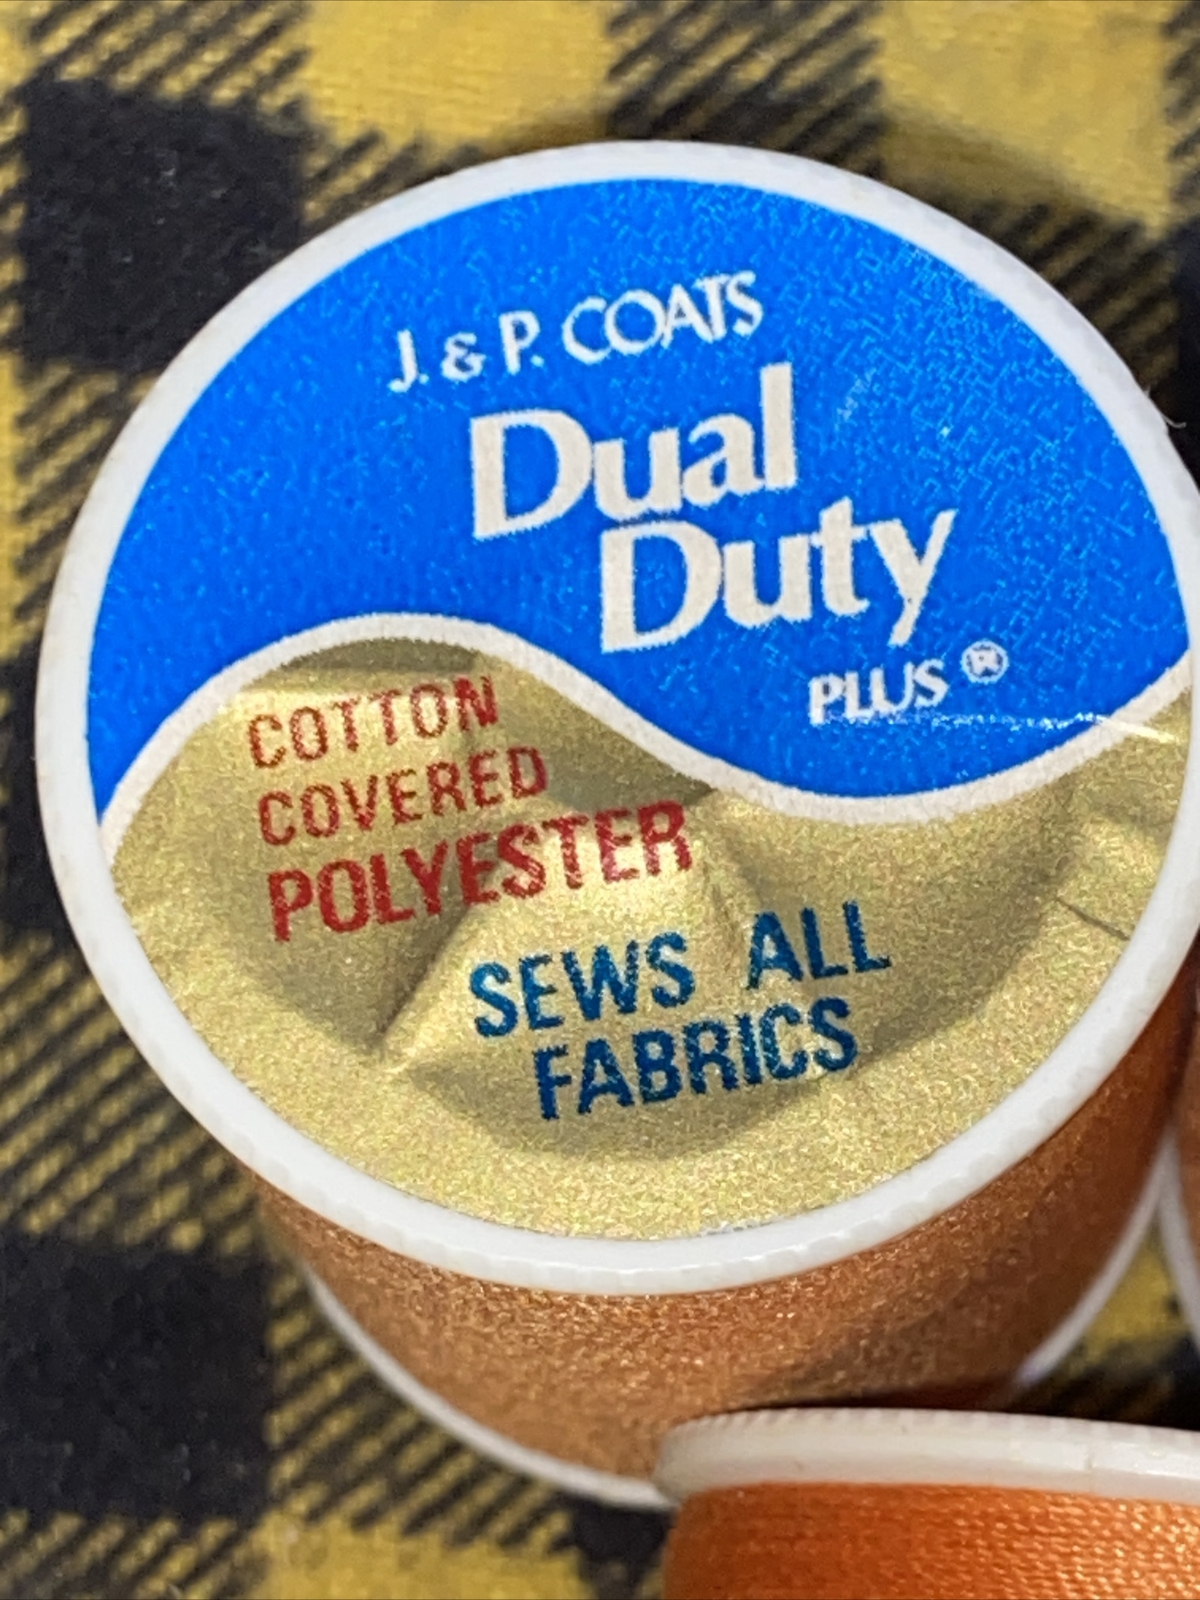 J. & P. COATS
Dual
Duty
PLUS ®
COTTON
COVERED
POLYESTER
SEWS ALL
FABRICS